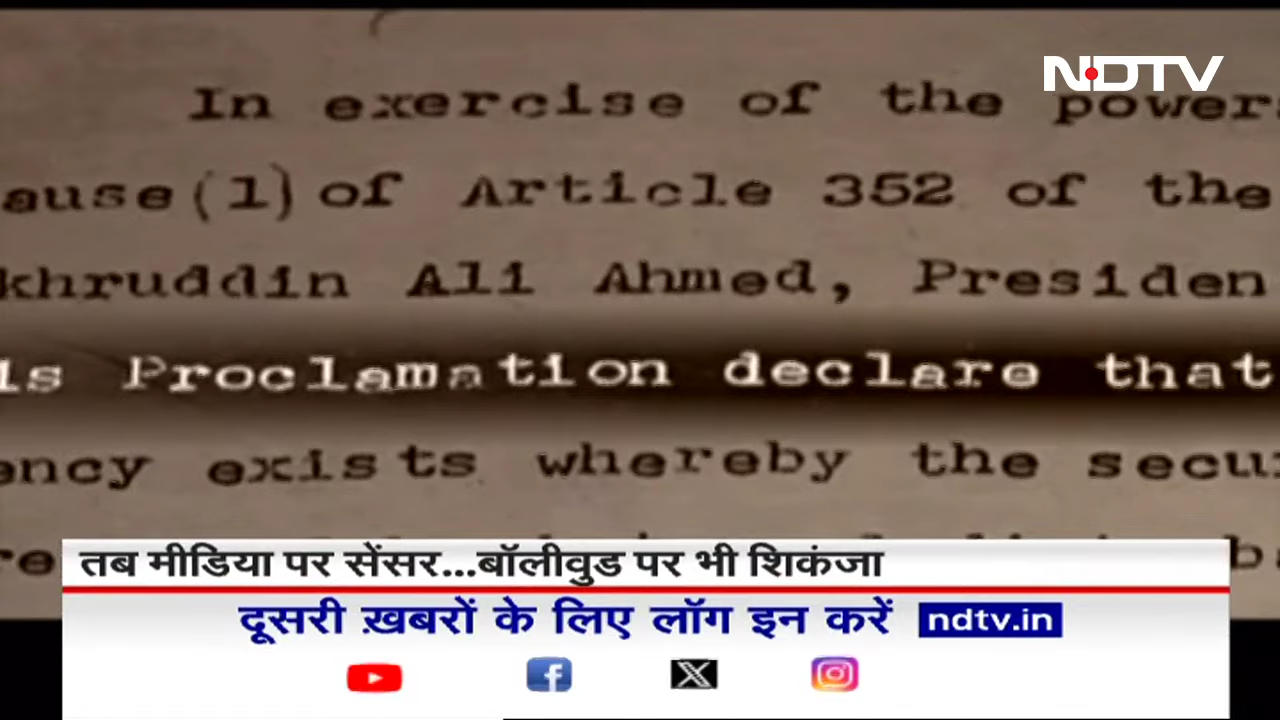 NDTV
In exercise of the power
ause(1) of Article 352 of the
khruddin Ali Ahmed, Presiden
is Proclamation declare that
ency exists whereby the secu
re
तब मीडिया पर सेंसर...बॉलीवुड पर भी शिकंजा
दूसरी ख़बरों के लिए लॉग इन करें ndtv.in